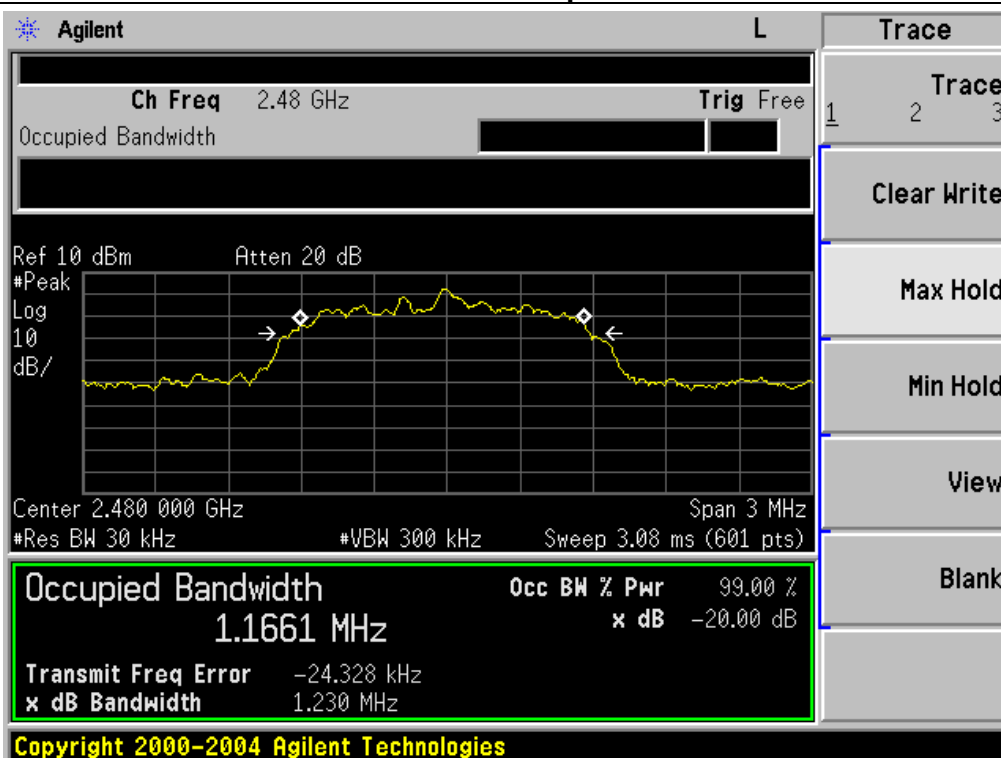 Agilent L Trace
Ch Freq 2.48 GHz Trig Free
Occupied Bandwidth
Trace
1 2 3
Clear Write
Max Hold
Min Hold
View
Blank
Ref 10 dBm Atten 20 dB
#Peak
Log
10
dB/
Center 2.480 000 GHz Span 3 MHz
#Res BW 30 kHz #VBW 300 kHz Sweep 3.08 ms (601 pts)
Occupied Bandwidth Occ BW % Pwr 99.00 %
1.1661 MHz x dB -20.00 dB
Transmit Freq Error -24.328 kHz
x dB Bandwidth 1.230 MHz
Copyright 2000-2004 Agilent Technologies